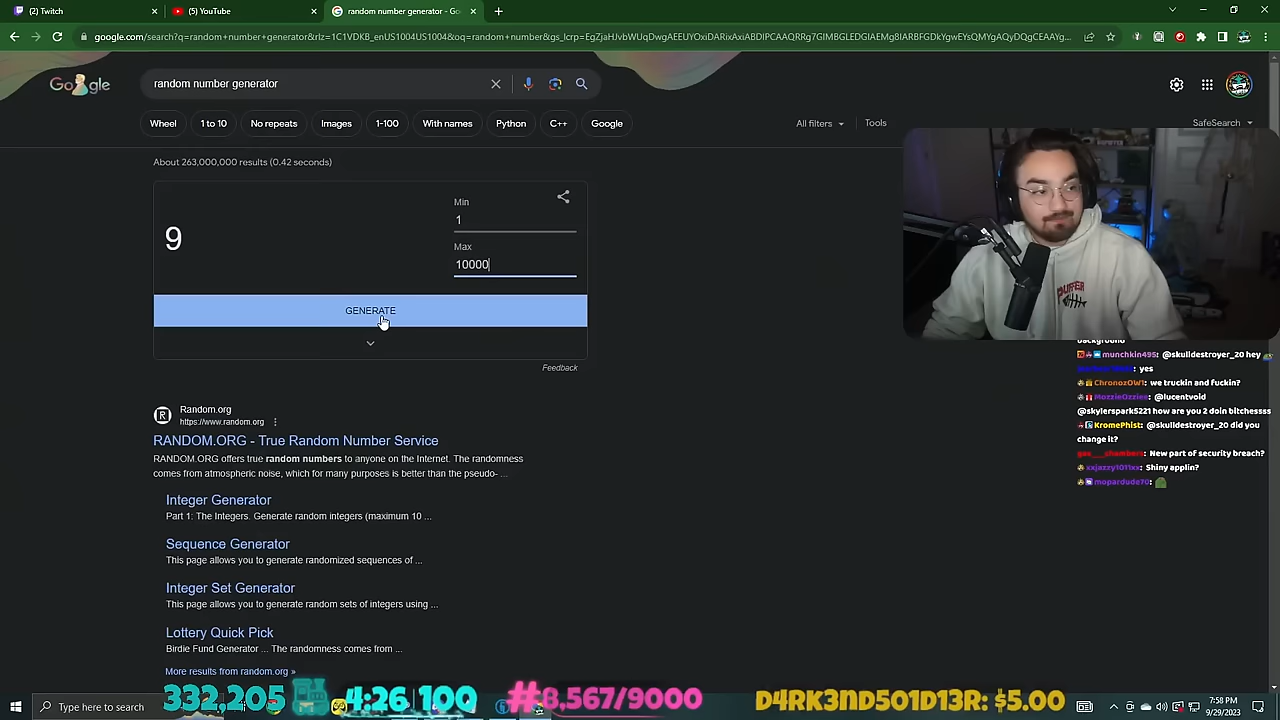 (2) Twitch
(5) YouTube
random number generator - Go
google.com/search?q=random+number+generator&rlz=1C1VDKB_enUS1004US1004&oq=random+number&gs_lcrp=
Google
random number generator
Wheel
1 to 10
No repeats
Images
1-100
With names
Python
C++
Google
All filters
Tools
SafeSearch
About 263,000,000 results (0.42 seconds)
9
Min
1
Max
10000
GENERATE
Feedback
Random.org
https://www.random.org
RANDOM.ORG - True Random Number Service
RANDOM.ORG offers true random numbers to anyone on the Internet. The randomness
comes from atmospheric noise, which for many purposes is better than the pseudo- ...
Integer Generator
Part 1: The Integers. Generate random integers (maximum 10 ...
Sequence Generator
This page allows you to generate randomized sequences of ...
Integer Set Generator
This page allows you to generate random sets of integers using ...
Lottery Quick Pick
Birdie Fund Generator ... The randomness comes from ...
More results from random.org »
background
munchkin495: @skulldestroyer_20 hey
yes
ChronozOW1: we truckin and fuckin?
MozzieOzzies: @lucentvoid
@skylerspark5221 how are you 2 doin bitchessss
KromePhist: @skulldestroyer_20 did you
change it?
New part of security breach?
xxjazzy1011xx: Shiny applin?
mopardude70:
332,205
4:26 100
#8,567/9000
D4RK3ND501D13R: $5.00
Type here to search
7:58 PM
9/29/2023